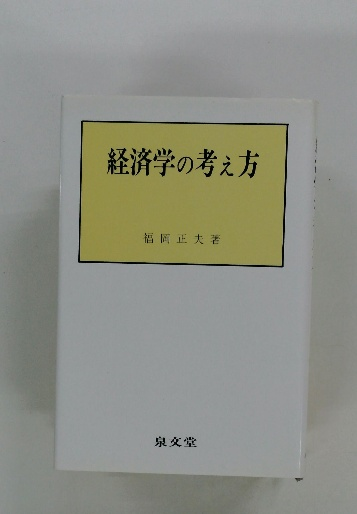 経済学の考え方
福岡正夫著
泉文堂